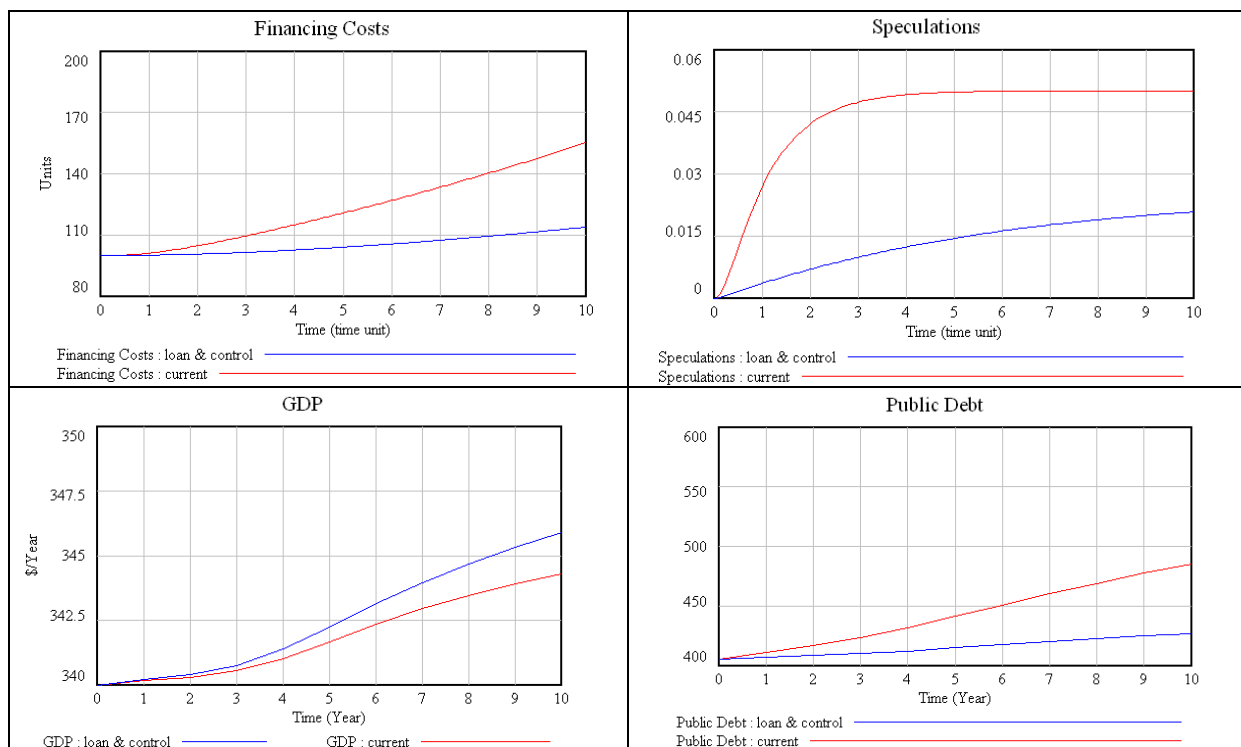 Financing Costs
200
170
140
110
80
Units
0 1 2 3 4 5 6 7 8 9 10
Time (time unit)
Financing Costs : loan & control
Financing Costs : current
Speculations
0.06
0.045
0.03
0.015
0
0 1 2 3 4 5 6 7 8 9 10
Time (time unit)
Speculations : loan & control
Speculations : current
GDP
350
347.5
345
342.5
340
$/Year
0 1 2 3 4 5 6 7 8 9 10
Time (Year)
GDP : loan & control GDP : current
Public Debt
600
550
500
450
400
0 1 2 3 4 5 6 7 8 9 10
Time (Year)
Public Debt : loan & control
Public Debt : current